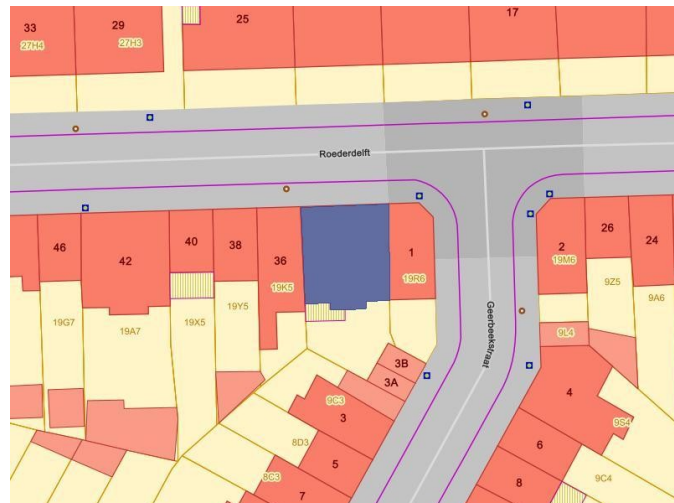 33
29
25
17
27H4
27H3
Roederdelft
46
42
40
38
36
1
2
26
24
19K5
19R6
19M6
9Z5
9A6
19G7
19A7
19X5
19Y5
Geerbeekstraat
9L4
3B
3A
9C3
3
4
9S4
8D3
5
6
8C3
7
8
9C4